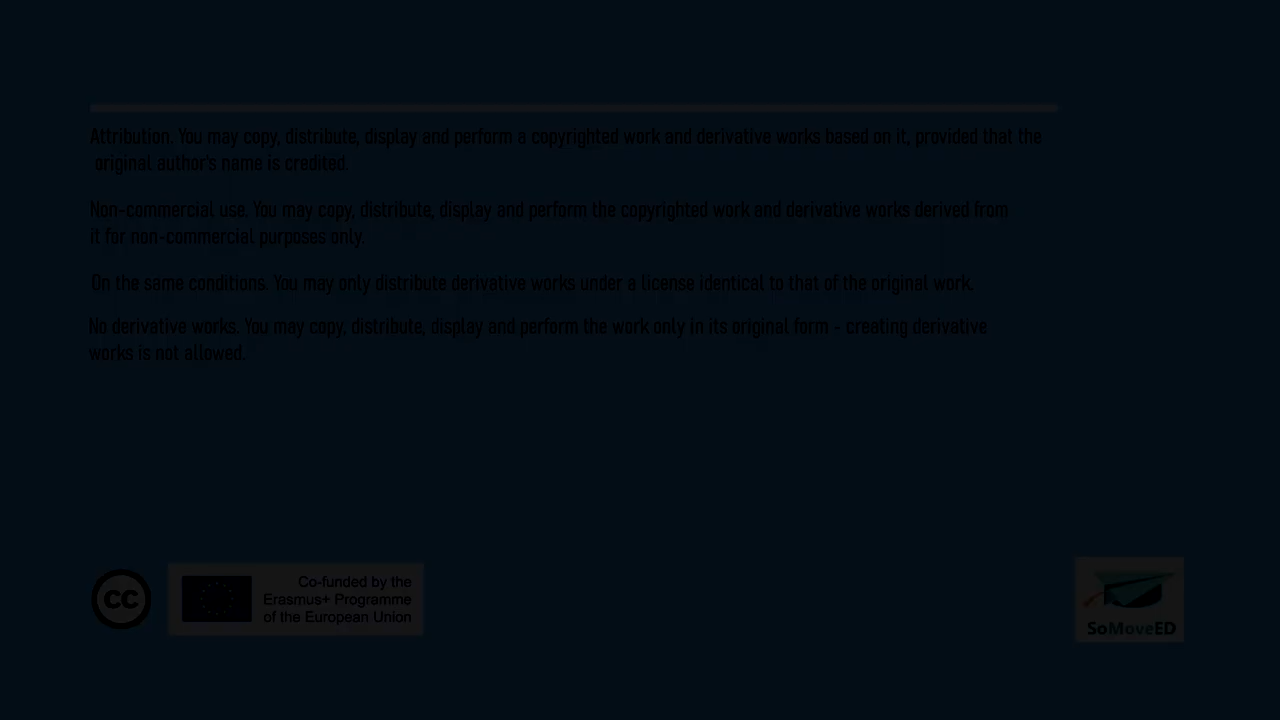 Attribution. You may copy, distribute, display and perform a copyrighted work and derivative works based on it, provided that the
original author's name is credited.
Non-commercial use. You may copy, distribute, display and perform the copyrighted work and derivative works derived from
it for non-commercial purposes only.
On the same conditions. You may only distribute derivative works under a license identical to that of the original work.
No derivative works. You may copy, distribute, display and perform the work only in its original form - creating derivative
works is not allowed.
CC
Co-funded by the
Erasmus+ Programme
of the European Union
SoMoveED